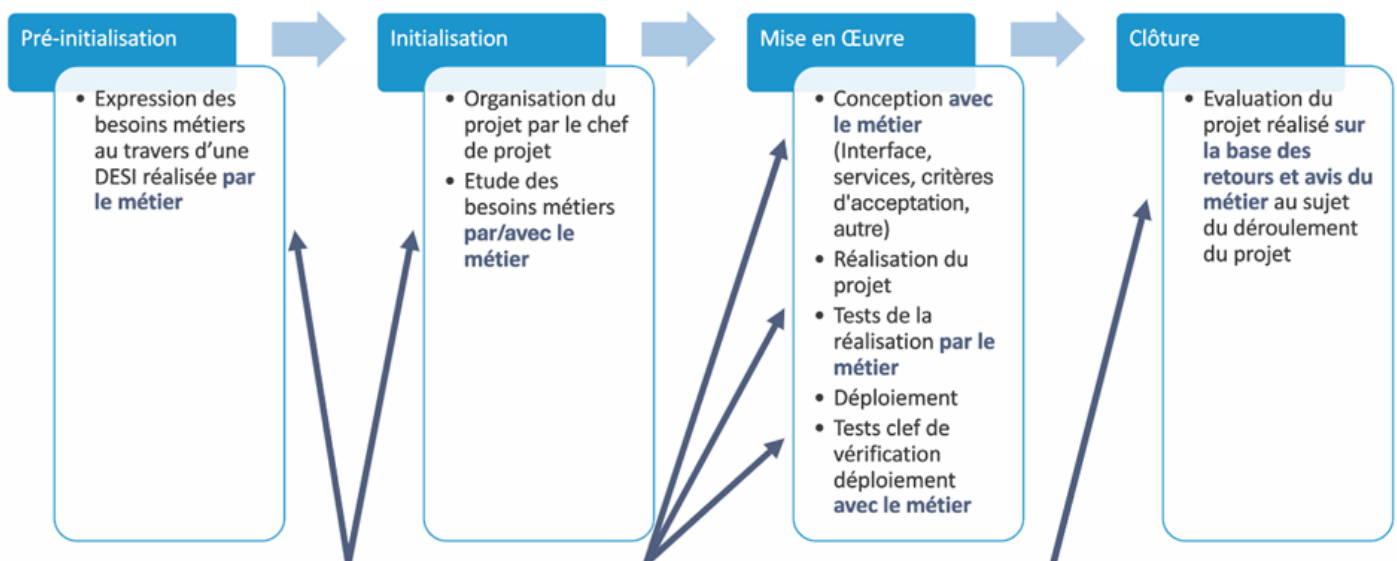 Pré-initialisation
• Expression des
besoins métiers
au travers d'une
DESI réalisée par
le métier
Initialisation
• Organisation du
projet par le chef
de projet
• Etude des
besoins métiers
par/avec le
métier
Mise en Œuvre
• Conception avec
le métier
(Interface,
services, critères
d'acceptation,
autre)
• Réalisation du
projet
• Tests de la
réalisation par le
métier
• Déploiement
• Tests clef de
vérification
déploiement
avec le métier
Clôture
• Evaluation du
projet réalisé sur
la base des
retours et avis du
métier au sujet
du déroulement
du projet